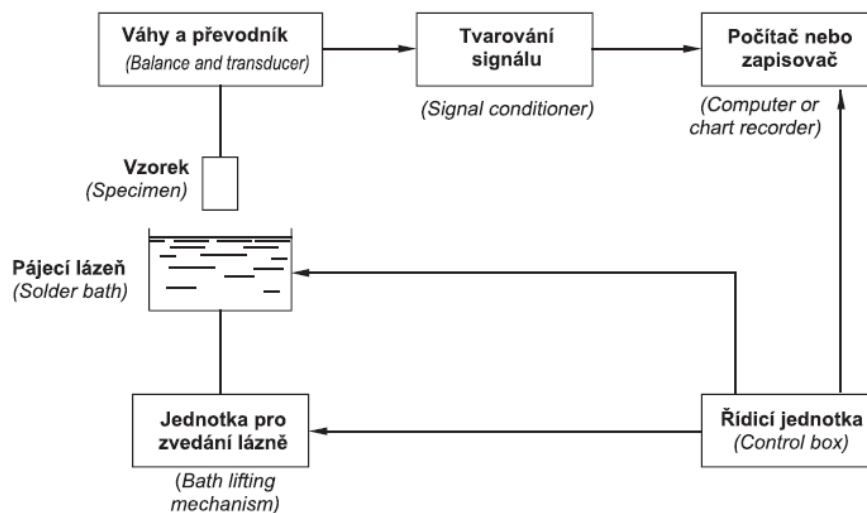 Váhy a převodník
(Balance and transducer)
Tvarování
signálu
(Signal conditioner)
Počítač nebo
zapisovač
(Computer or
chart recorder)
Vzorek
(Specimen)
Pájecí lázeň
(Solder bath)
Jednotka pro
zvedání lázně
(Bath lifting
mechanism)
Řídicí jednotka
(Control box)